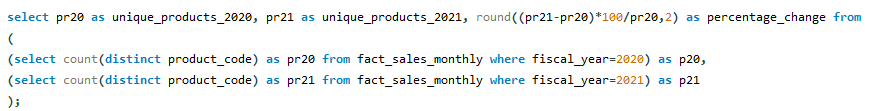 select pr20 as unique_products_2020, pr21 as unique_products_2021, round((pr21-pr20)*100/pr20,2) as percentage_change from
(
(select count(distinct product_code) as pr20 from fact_sales_monthly where fiscal_year=2020) as p20,
(select count(distinct product_code) as pr21 from fact_sales_monthly where fiscal_year=2021) as p21
);